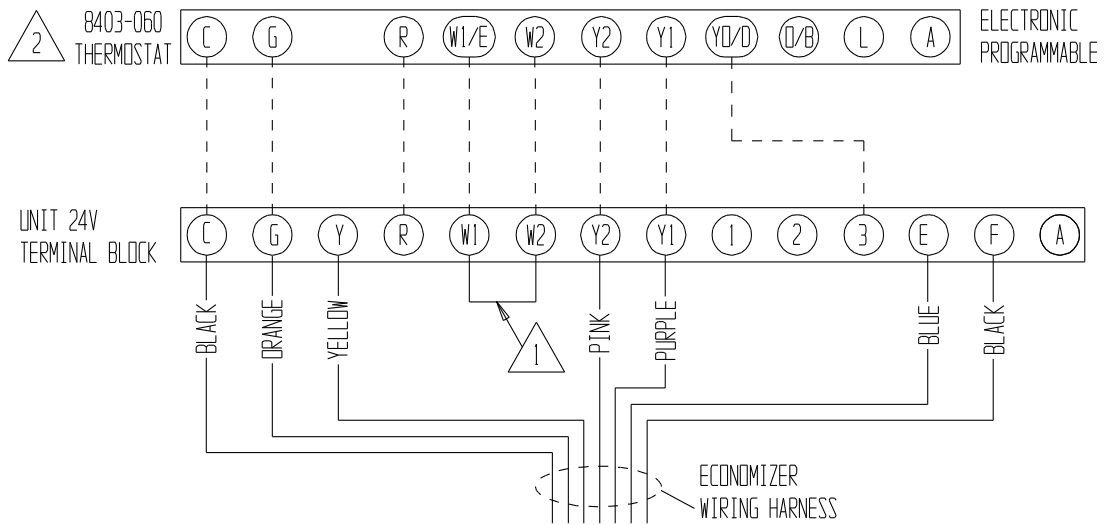 2
8403-060
THERMOSTAT
C G R W1/E W2 Y2 Y1 YO/D O/B L A
ELECTRONIC
PROGRAMMABLE
UNIT 24V
TERMINAL BLOCK
C G Y R W1 W2 Y2 Y1 1 2 3 E F A
BLACK
ORANGE
YELLOW
1
PINK
PURPLE
BLUE
BLACK
ECONOMIZER
WIRING HARNESS